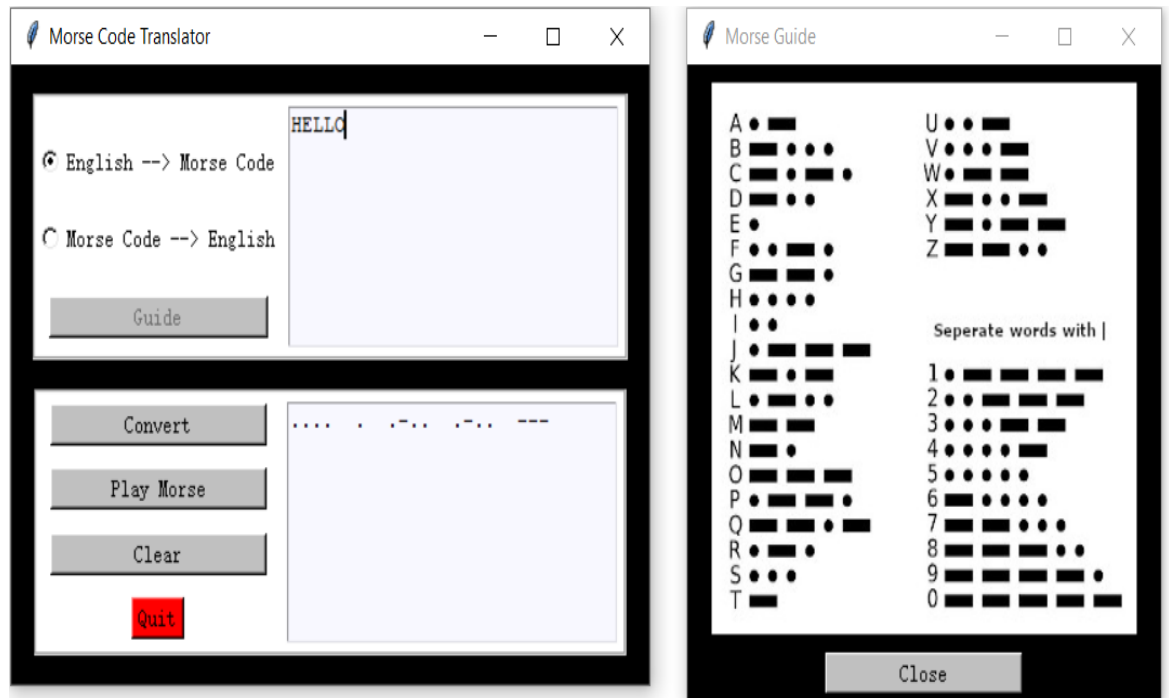 Morse Code Translator
HELLO
English --> Morse Code
Morse Code --> English
Guide
Convert
.... . .-.. .-.. ---
Play Morse
Clear
Quit
Morse Guide
A
B
C
D
E
F
G
H
I
J
K
L
M
N
O
P
Q
R
S
T
U
V
W
X
Y
Z
Seperate words with |
1
2
3
4
5
6
7
8
9
0
Close